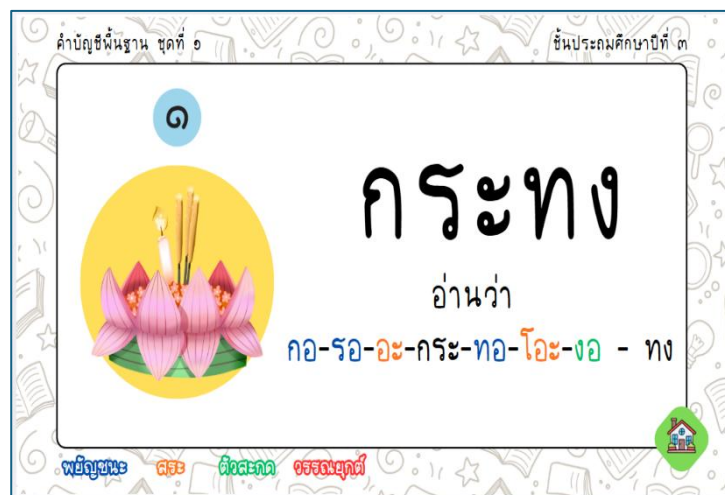 คำบัญชีพื้นฐาน ชุดที่ ๑ ชั้นประถมศึกษาปีที่ ๓
๑
กระทง
อ่านว่า
กอ-รอ-อะ-กระ-ทอ-โอะ-งอ - ทง
พยัญชนะ สระ ตัวสะกด วรรณยุกต์